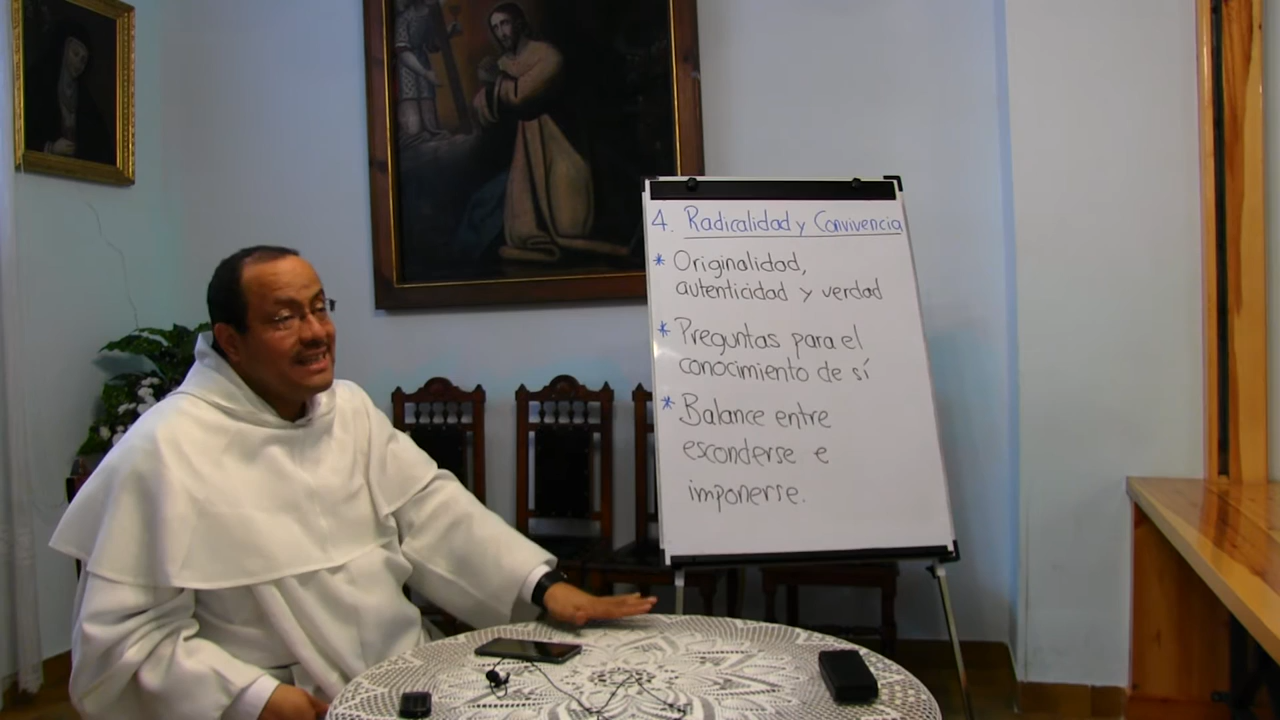 4. Radicalidad y Convivencia
* Originalidad,
autenticidad y verdad
* Preguntas para el
conocimiento de sí
* Balance entre
esconderse e
imponerse.